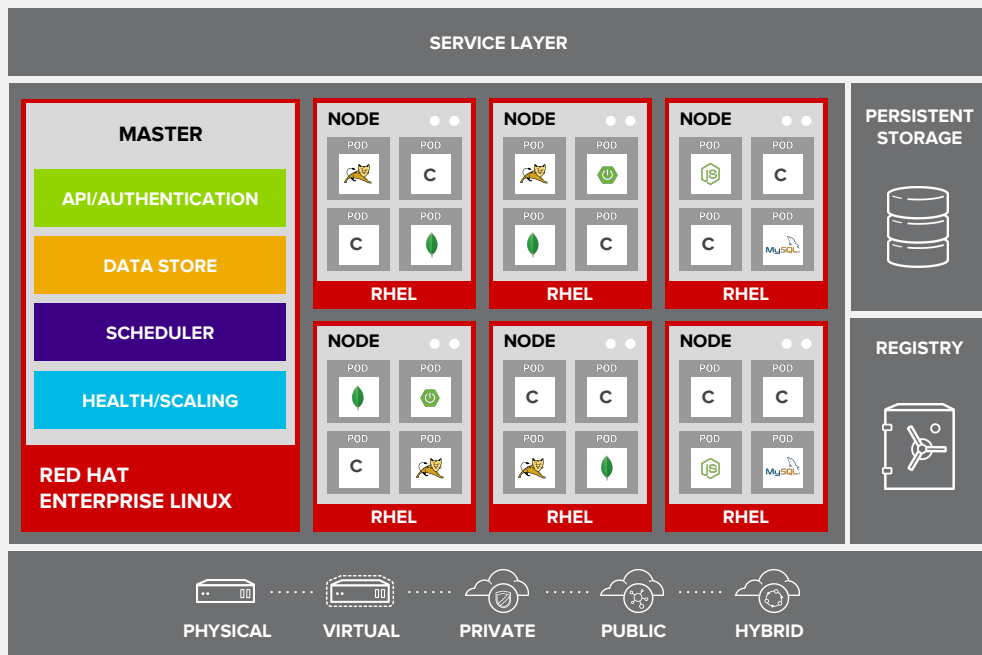 SERVICE LAYER
MASTER
API/AUTHENTICATION
DATA STORE
SCHEDULER
HEALTH/SCALING
RED HAT
ENTERPRISE LINUX
NODE
POD
POD
C
POD
POD
C
RHEL
NODE
POD
POD
POD
POD
C
RHEL
NODE
POD
POD
JS
C
POD
POD
C
MySQL
RHEL
NODE
POD
POD
POD
POD
C
RHEL
NODE
POD
POD
C
C
POD
POD
RHEL
NODE
POD
POD
C
C
POD
POD
JS
MySQL
RHEL
PERSISTENT
STORAGE
REGISTRY
PHYSICAL
VIRTUAL
PRIVATE
PUBLIC
HYBRID